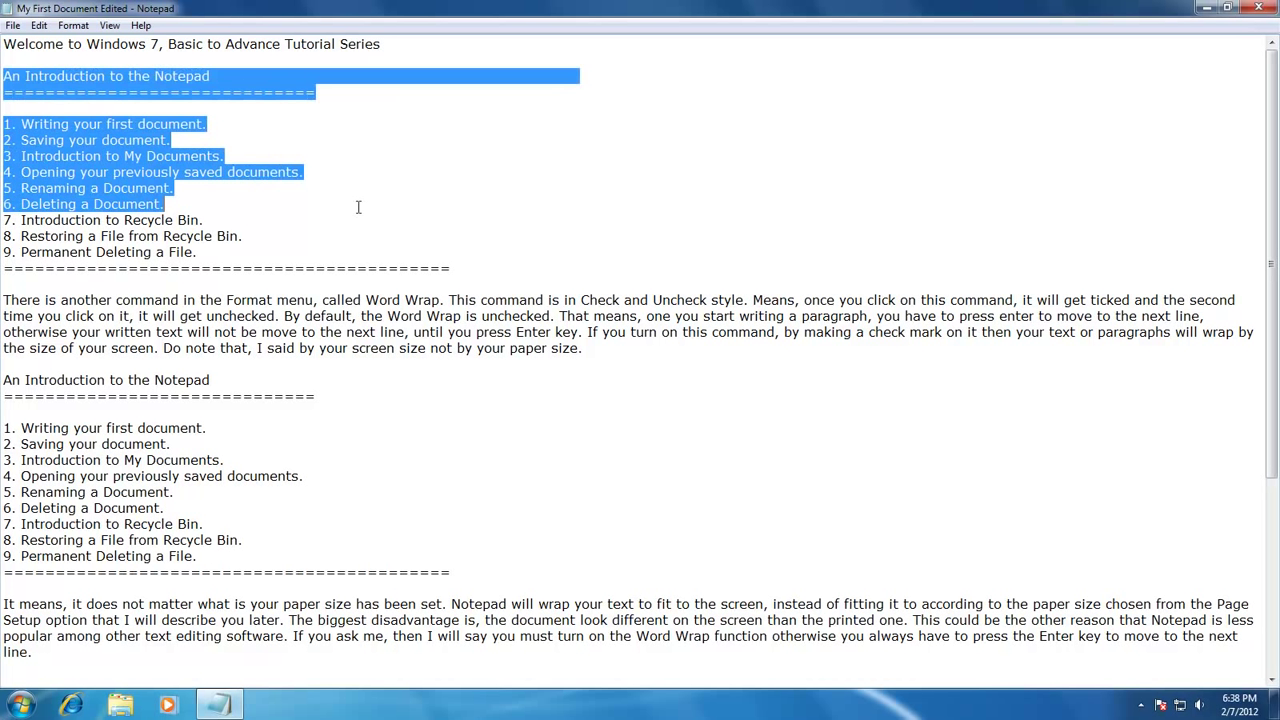 My First Document Edited - Notepad
File Edit Format View Help
Welcome to Windows 7, Basic to Advance Tutorial Series
An Introduction to the Notepad
==============================
1. Writing your first document.
2. Saving your document.
3. Introduction to My Documents.
4. Opening your previously saved documents.
5. Renaming a Document.
6. Deleting a Document.
7. Introduction to Recycle Bin.
8. Restoring a File from Recycle Bin.
9. Permanent Deleting a File.
===========================================
There is another command in the Format menu, called Word Wrap. This command is in Check and Uncheck style. Means, once you click on this command, it will get ticked and the second
time you click on it, it will get unchecked. By default, the Word Wrap is unchecked. That means, one you start writing a paragraph, you have to press enter to move to the next line,
otherwise your written text will not be move to the next line, until you press Enter key. If you turn on this command, by making a check mark on it then your text or paragraphs will wrap by
the size of your screen. Do note that, I said by your screen size not by your paper size.
An Introduction to the Notepad
==============================
1. Writing your first document.
2. Saving your document.
3. Introduction to My Documents.
4. Opening your previously saved documents.
5. Renaming a Document.
6. Deleting a Document.
7. Introduction to Recycle Bin.
8. Restoring a File from Recycle Bin.
9. Permanent Deleting a File.
===========================================
It means, it does not matter what is your paper size has been set. Notepad will wrap your text to fit to the screen, instead of fitting it to according to the paper size chosen from the Page
Setup option that I will describe you later. The biggest disadvantage is, the document look different on the screen than the printed one. This could be the other reason that Notepad is less
popular among other text editing software. If you ask me, then I will say you must turn on the Word Wrap function otherwise you always have to press the Enter key to move to the next
line.
6:38 PM
2/7/2012